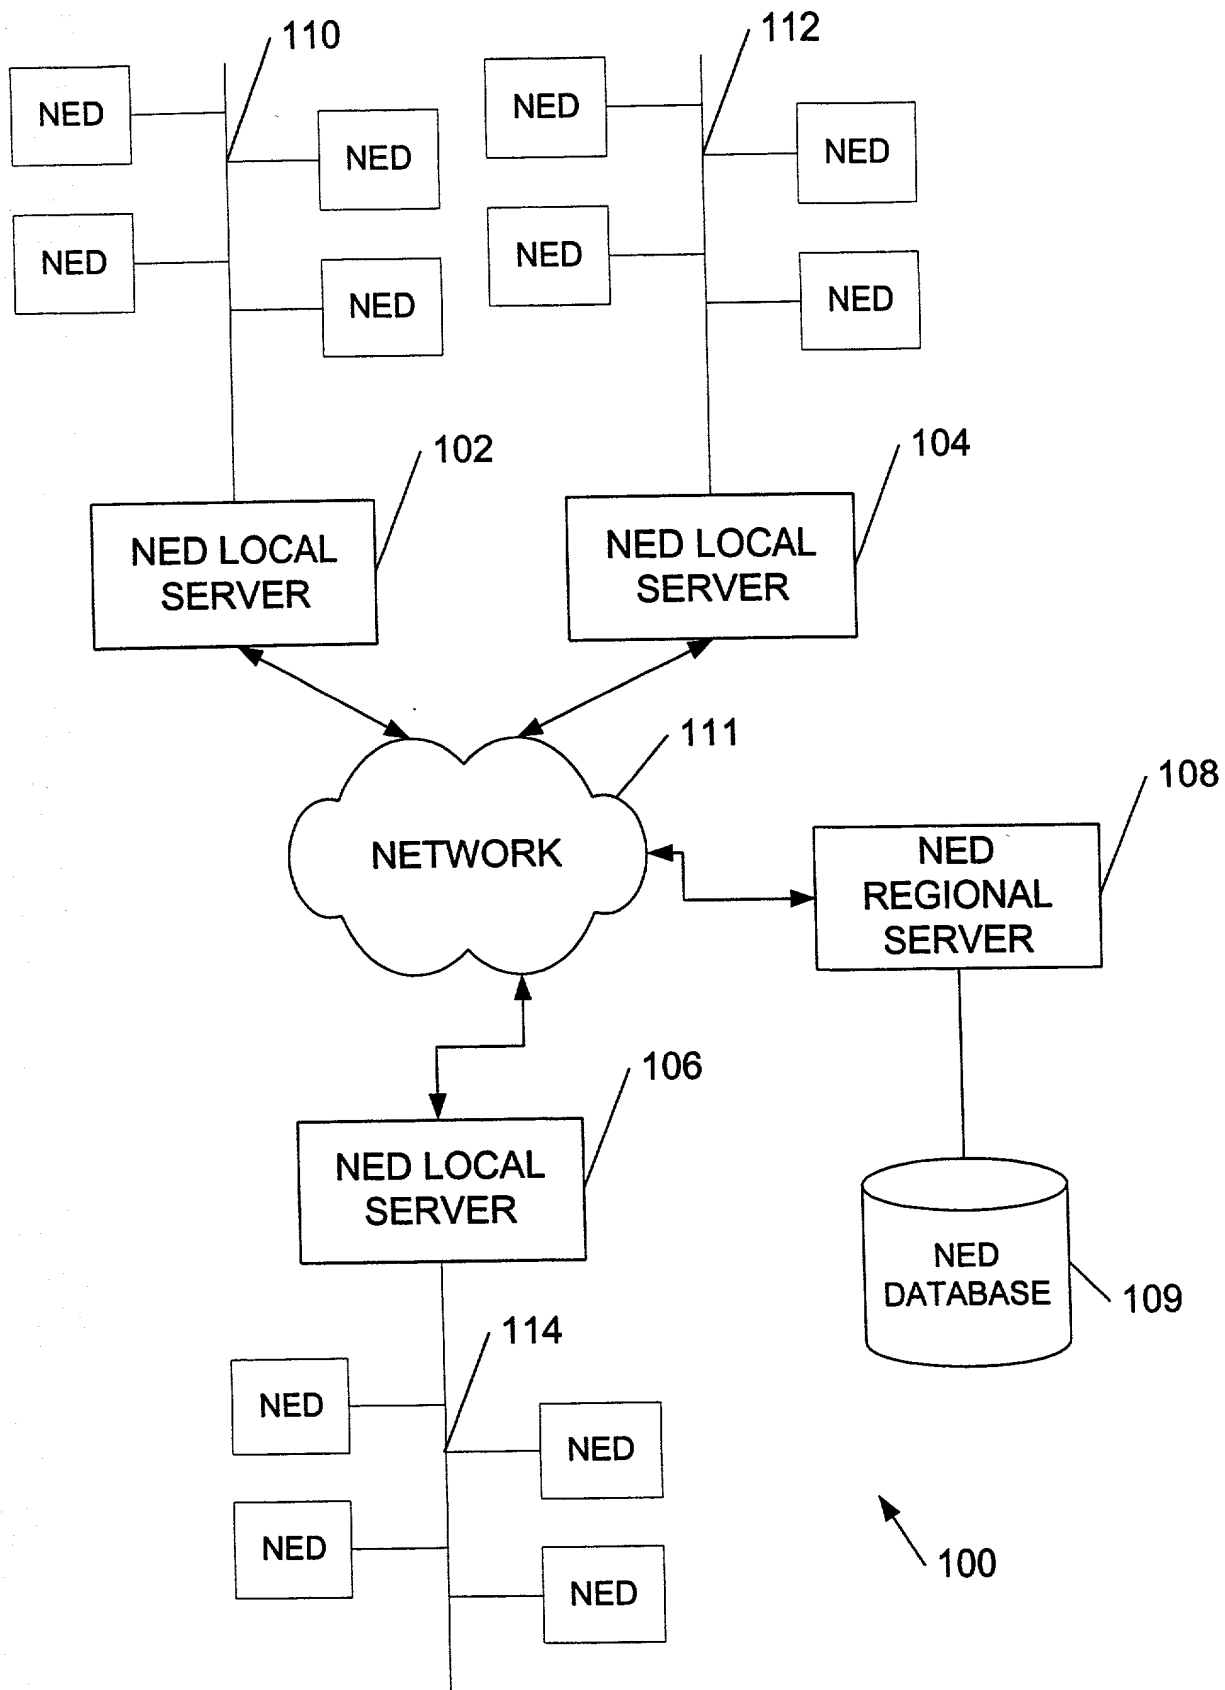 110
112
NED
NED
NED
NED
NED
NED
NED
NED
102
104
NED LOCAL
SERVER
NED LOCAL
SERVER
111
108
NETWORK
NED
REGIONAL
SERVER
106
NED LOCAL
SERVER
NED
DATABASE
109
114
NED
NED
NED
NED
100